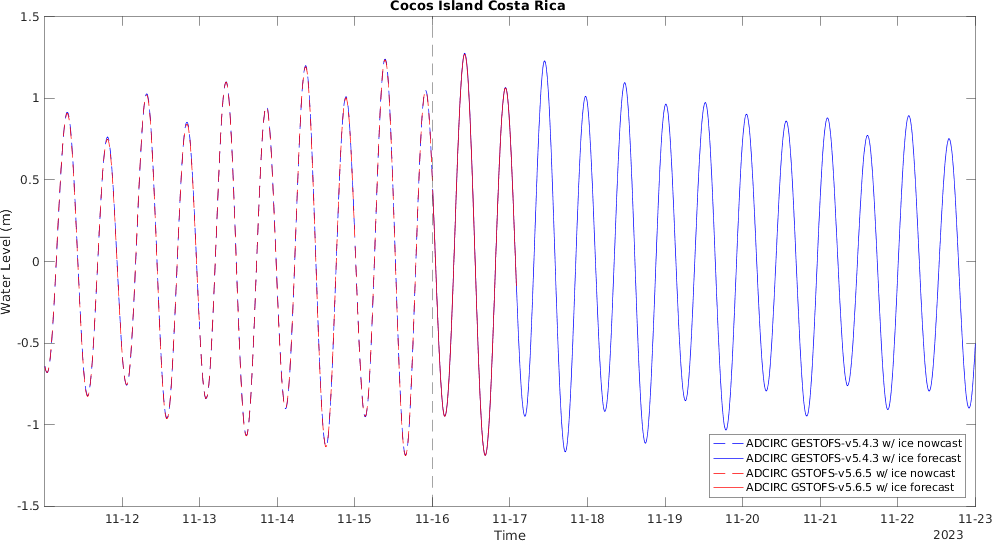 Cocos Island Costa Rica
Water Level (m)
1.5
1
0.5
0
-0.5
-1
-1.5
ADCIRC GESTOFS-v5.4.3 w/ ice nowcast
ADCIRC GESTOFS-v5.4.3 w/ ice forecast
ADCIRC GSTOFS-v5.6.5 w/ ice nowcast
ADCIRC GSTOFS-v5.6.5 w/ ice forecast
11-12 11-13 11-14 11-15 11-16 11-17 11-18 11-19 11-20 11-21 11-22 11-23
Time
2023